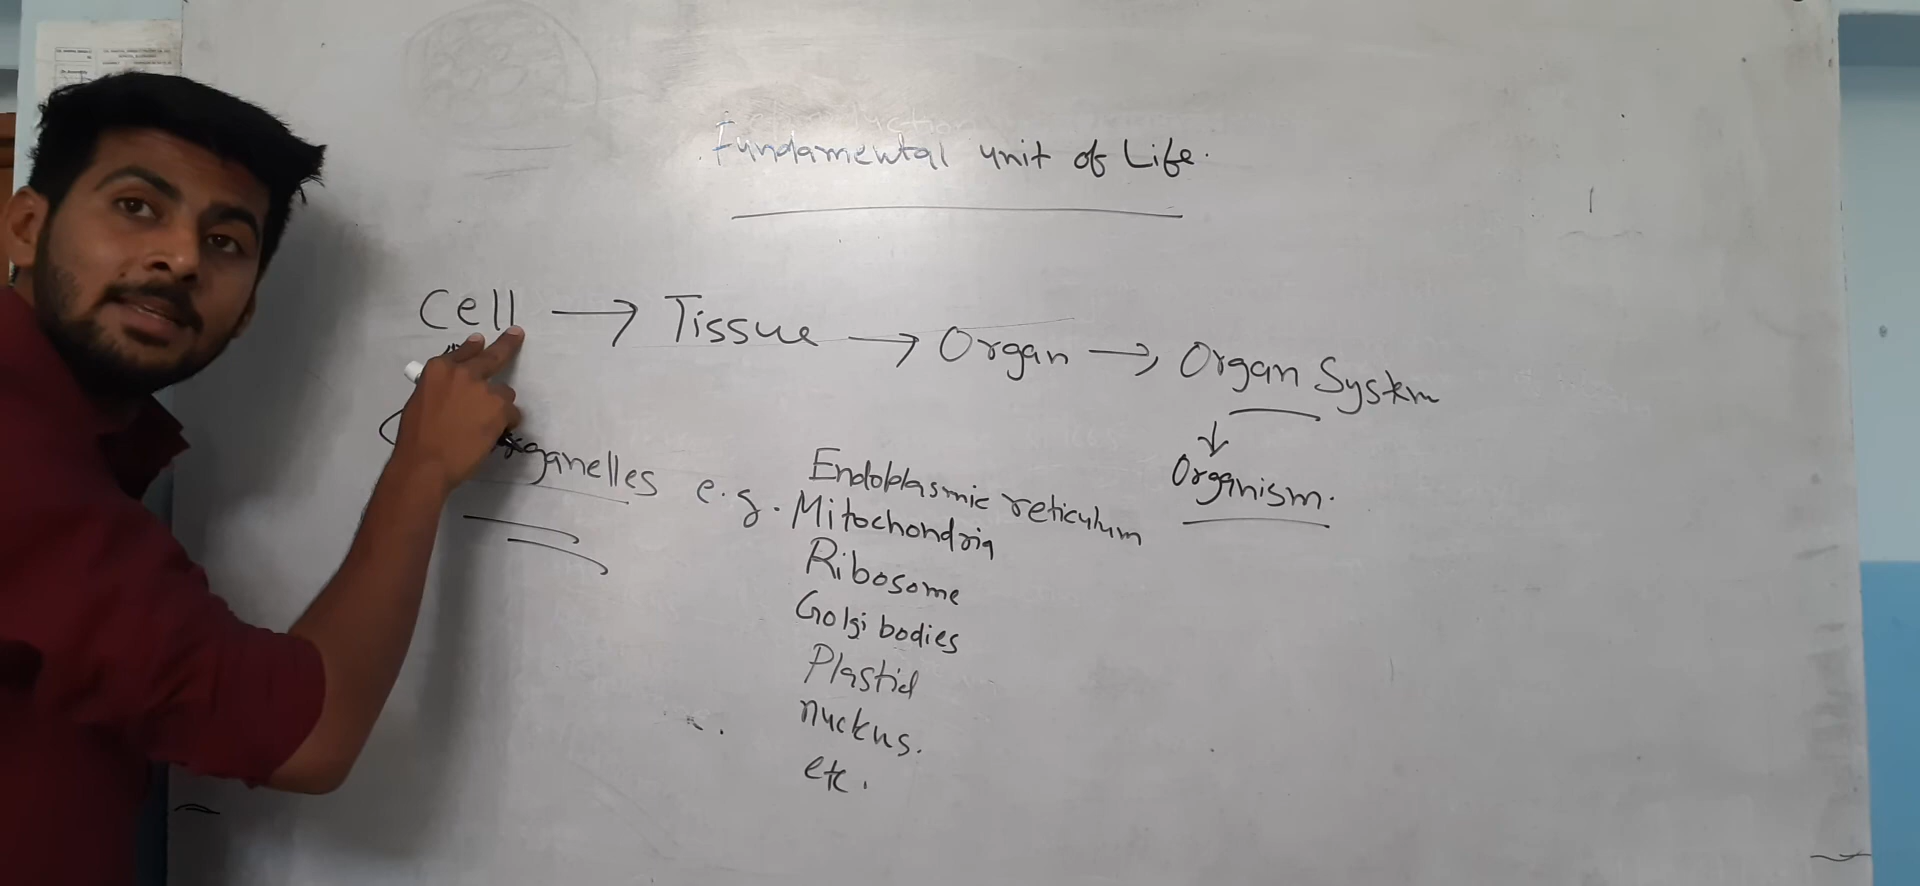 Fundamental unit of Life.
Cell → Tissue → Organ → Organ System
↓
Organism.
organelles e.g.
Endoplasmic reticulum
Mitochondria
Ribosome
Golgi bodies
Plastid
nucleus.
etc.